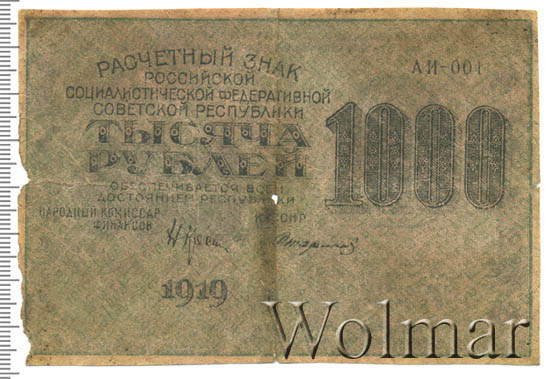 РАСЧЕТНЫЙ ЗНАК
РОССИЙСКОЙ
СОЦИАЛИСТИЧЕСКОЙ ФЕДЕРАТИВНОЙ
СОВЕТСКОЙ РЕСПУБЛИКИ
ТЫСЯЧА
РУБЛЕЙ
ОБЕСПЕЧИВАЕТСЯ ВСЕМ
ДОСТОЯНИЕМ РЕСПУБЛИКИ
НАРОДНЫЙ КОМИССАР
ФИНАНСОВ
КАССИР
1919
АИ-001
1000
Wolmar